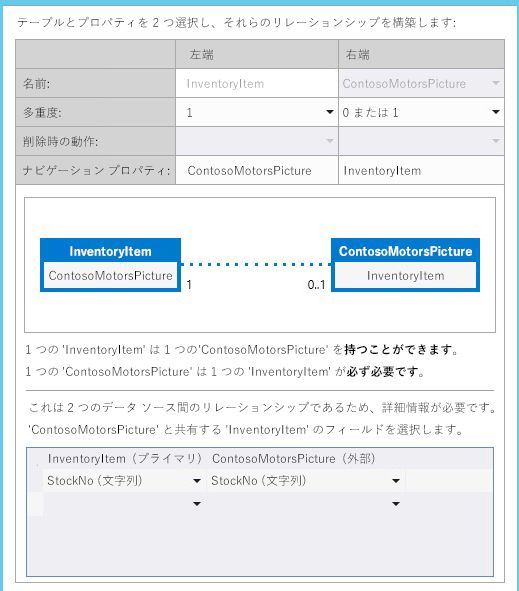 テーブルとプロパティを 2 つ選択し、それらのリレーションシップを構築します:
左端 右端
名前: InventoryItem ContosoMotorsPicture
多重度: 1 0 または 1
削除時の動作:
ナビゲーション プロパティ: ContosoMotorsPicture InventoryItem
InventoryItem ContosoMotorsPicture
ContosoMotorsPicture InventoryItem
1 0..1
1 つの 'InventoryItem' は 1 つの'ContosoMotorsPicture' を持つことができます。
1 つの 'ContosoMotorsPicture' は 1 つの 'InventoryItem' が必ず必要です。
これは 2 つのデータ ソース間のリレーションシップであるため、詳細情報が必要です。
'ContosoMotorsPicture' と共有する 'InventoryItem' のフィールドを選択します。
InventoryItem（プライマリ） ContosoMotorsPicture（外部）
StockNo (文字列) StockNo (文字列)